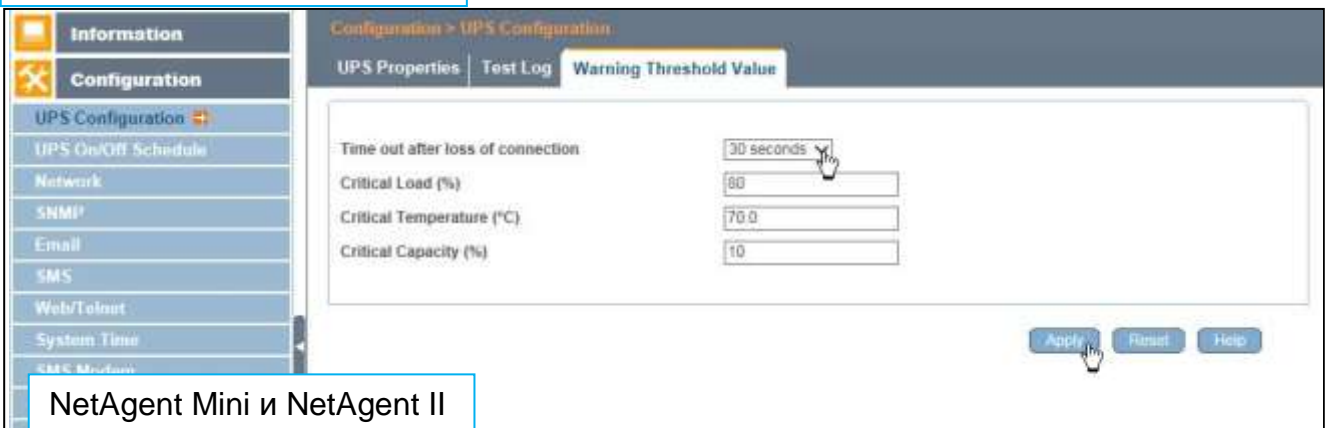 Information
Configuration
UPS Configuration
UPS On/Off Schedule
Network
SNMP
Email
SMS
Web/Telnet
System Time
SMS Modem
Configuration > UPS Configuration
UPS Properties
Test Log
Warning Threshold Value
Time out after loss of connection 30 seconds
Critical Load (%) 80
Critical Temperature (°C) 70.0
Critical Capacity (%) 10
Apply Reset Help
NetAgent Mini и NetAgent II